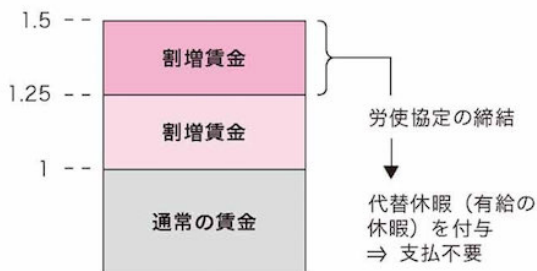 1.5
割増賃金
1.25
割増賃金
1
通常の賃金
労使協定の締結
代替休暇（有給の
休暇）を付与
⇒ 支払不要